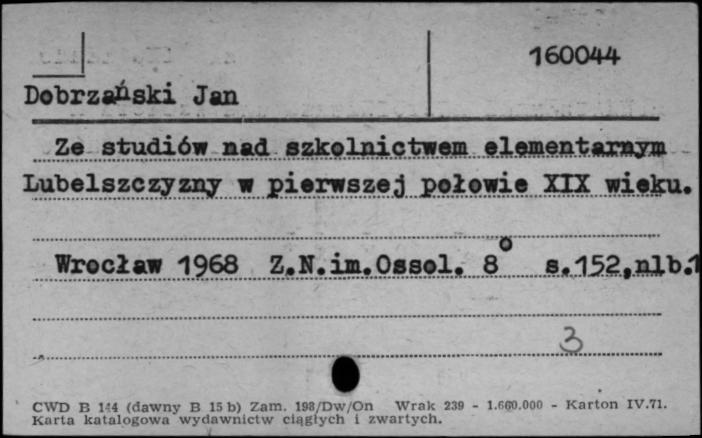 160044
Dobrzański Jan
Ze studiów nad szkolnictwem elementarnym
Lubelszczyzny w pierwszej połowie XIX wieku.
Wrocław 1968 Z.N.im.Ossol. 8° s.152,nlb.1
3
CWD B 144 (dawny B 15 b) Zam. 198/Dw/On Wrak 239 - 1.660.000 - Karton IV.71.
Karta katalogowa wydawnictw ciągłych i zwartych.